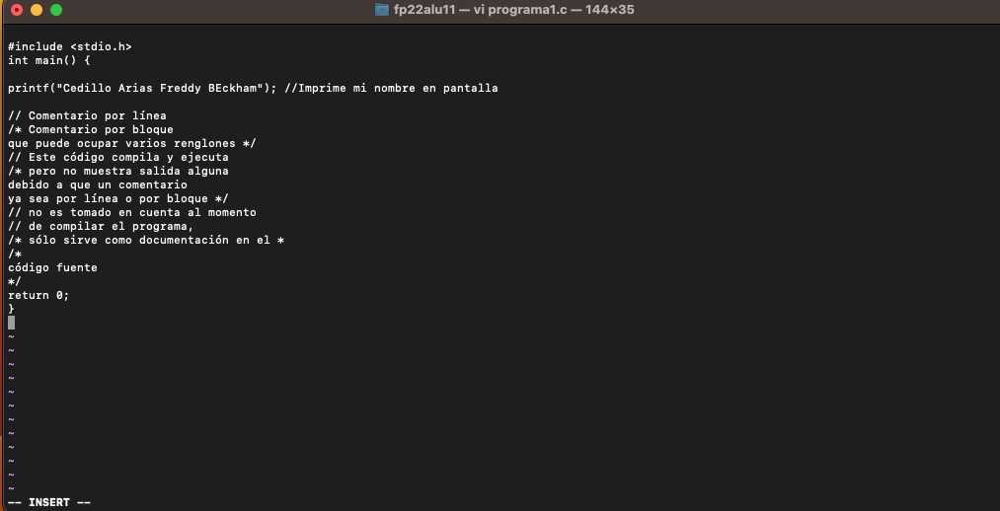 fp22alu11 — vi programa1.c — 144×35
#include <stdio.h>
int main() {
printf("Cedillo Arias Freddy BEckham"); //Imprime mi nombre en pantalla
// Comentario por línea
/* Comentario por bloque
que puede ocupar varios renglones */
// Este código compila y ejecuta
/* pero no muestra salida alguna
debido a que un comentario
ya sea por línea o por bloque */
// no es tomado en cuenta al momento
// de compilar el programa,
/* sólo sirve como documentación en el *
/*
código fuente
*/
return 0;
}
~
~
~
~
~
~
~
~
~
~
~
~
-- INSERT --